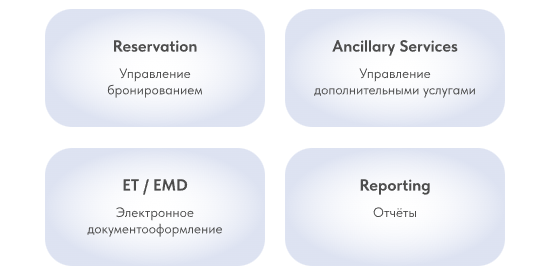 Reservation
Управление
бронированием
Ancillary Services
Управление
дополнительными услугами
ET / EMD
Электронное
документооформление
Reporting
Отчёты